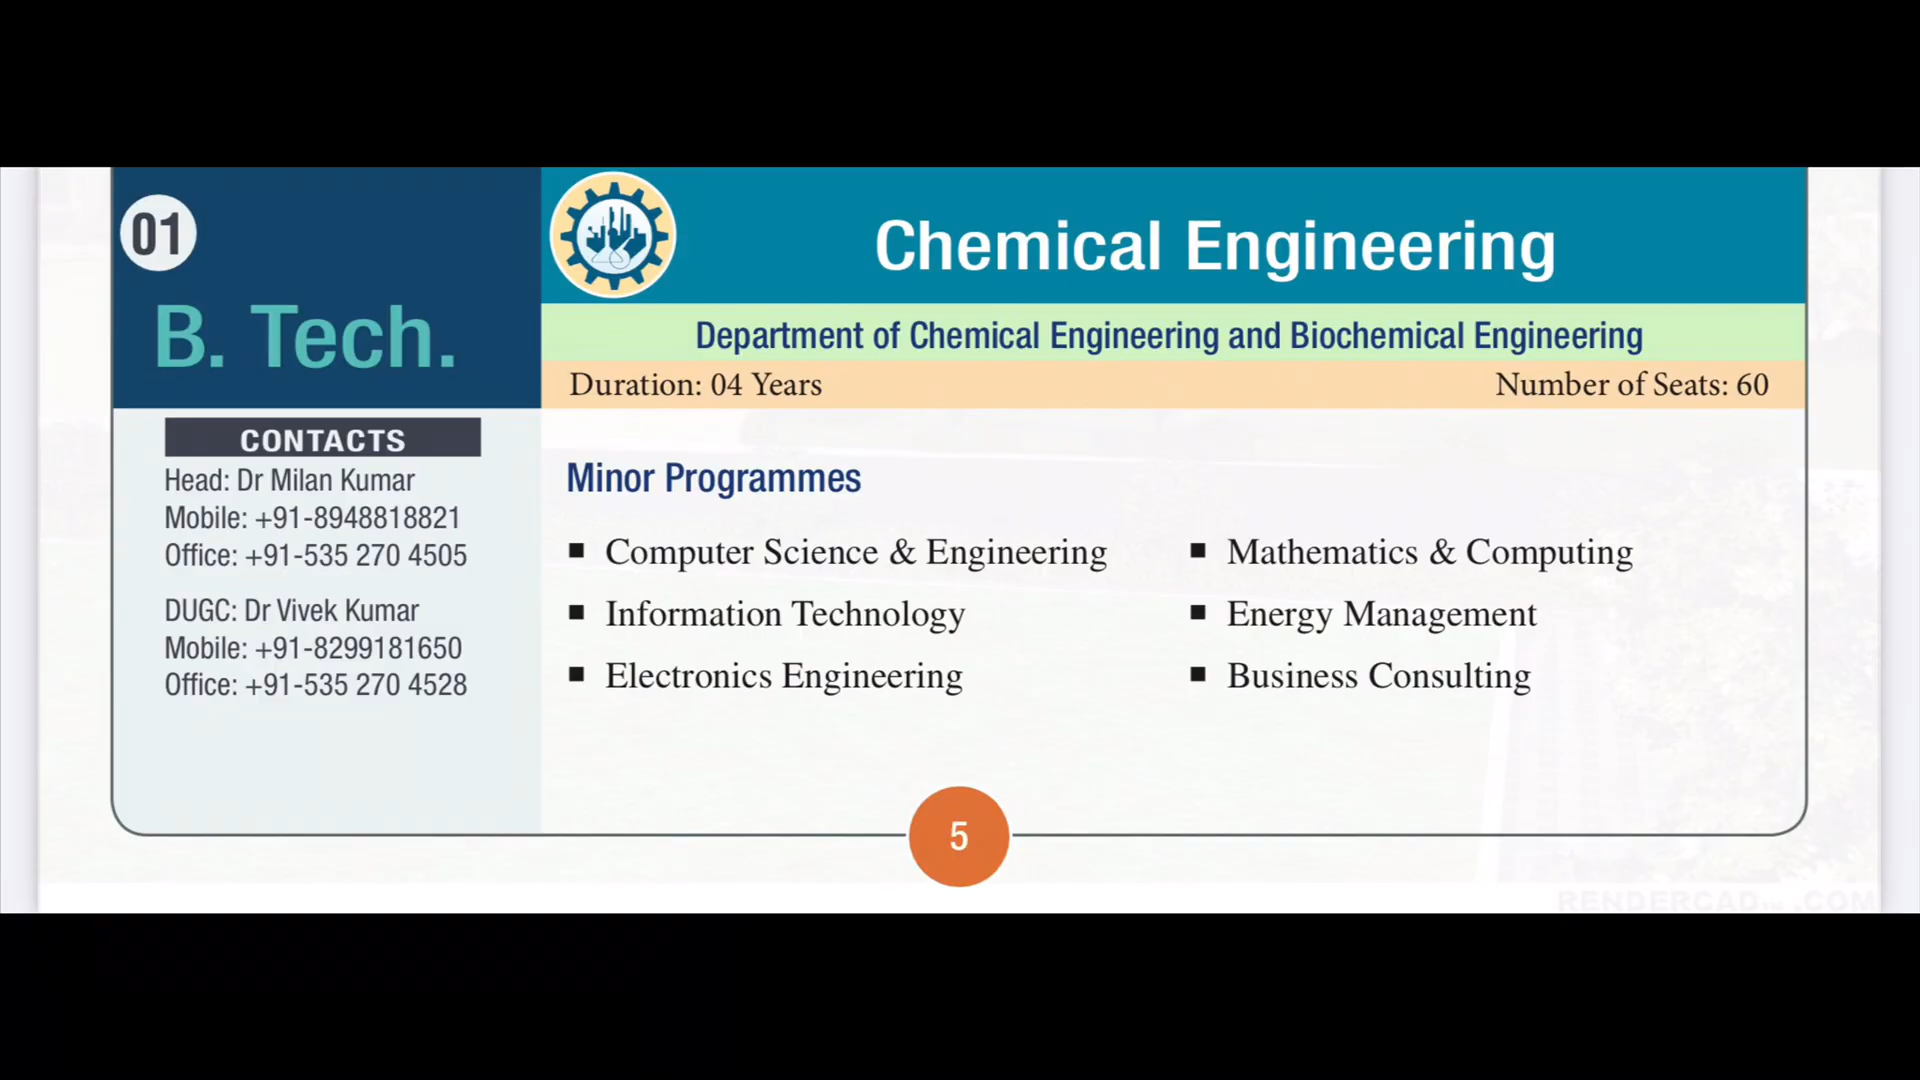 01
B. Tech.
Chemical Engineering
Department of Chemical Engineering and Biochemical Engineering
Duration: 04 Years Number of Seats: 60
CONTACTS
Head: Dr Milan Kumar
Mobile: +91-8948818821
Office: +91-535 270 4505
DUGC: Dr Vivek Kumar
Mobile: +91-8299181650
Office: +91-535 270 4528
Minor Programmes
▪ Computer Science & Engineering
▪ Information Technology
▪ Electronics Engineering
▪ Mathematics & Computing
▪ Energy Management
▪ Business Consulting
5
RENDERCAD™ .COM